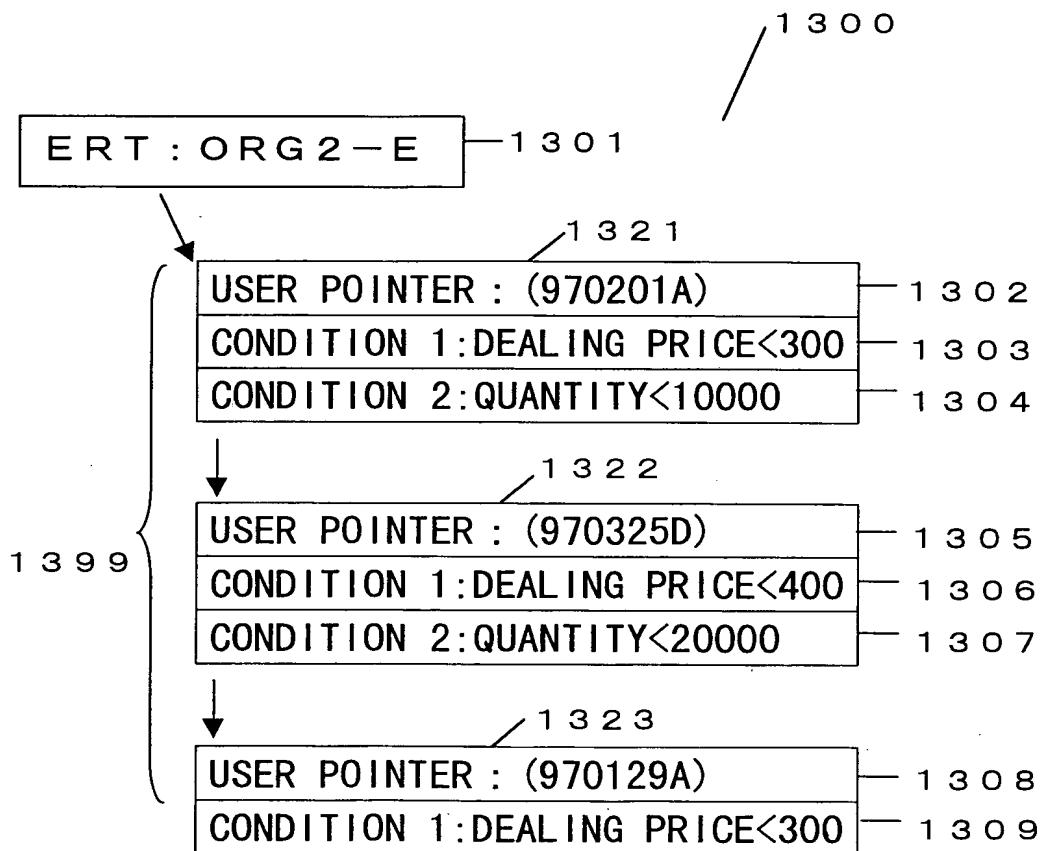 1300
ERT:ORG2-E
1301
1321
USER POINTER : (970201A)
1302
CONDITION 1:DEALING PRICE<300
1303
CONDITION 2:QUANTITY<10000
1304
1322
USER POINTER : (970325D)
1305
1399
CONDITION 1:DEALING PRICE<400
1306
CONDITION 2:QUANTITY<20000
1307
1323
USER POINTER : (970129A)
1308
CONDITION 1:DEALING PRICE<300
1309